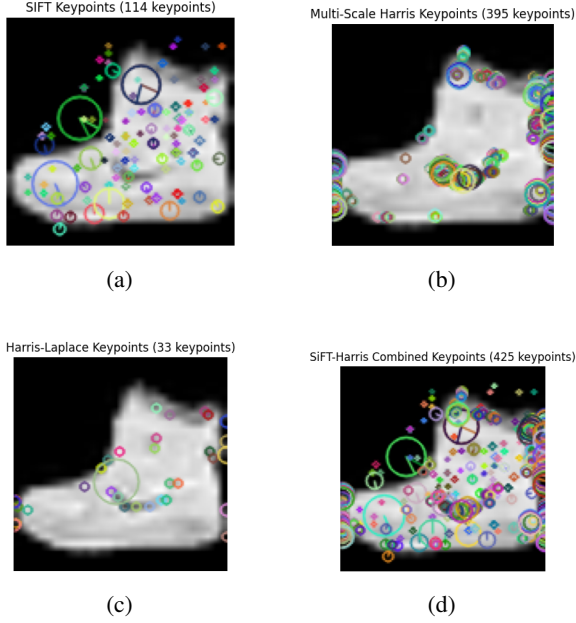 SIFT Keypoints (114 keypoints)
Multi-Scale Harris Keypoints (395 keypoints)
(a)
(b)
Harris-Laplace Keypoints (33 keypoints)
SiFT-Harris Combined Keypoints (425 keypoints)
(c)
(d)